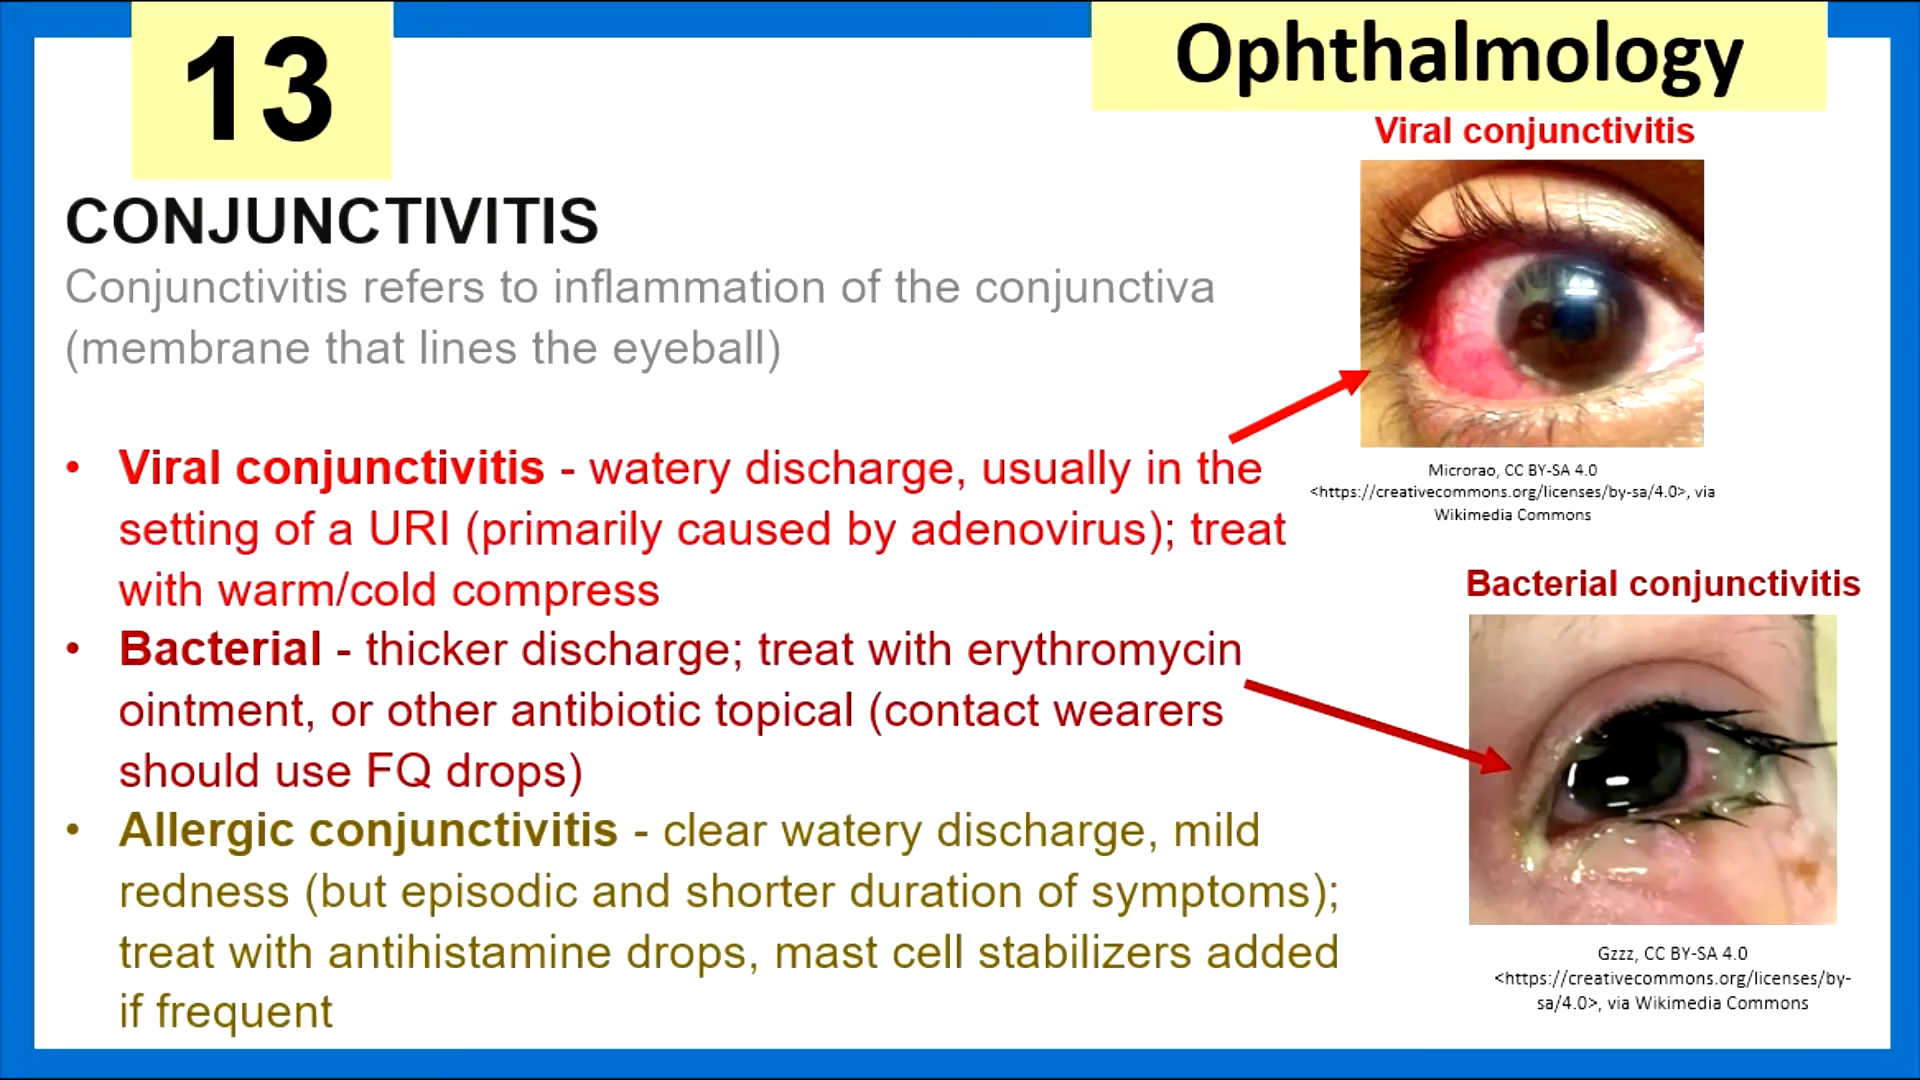 13
Ophthalmology
CONJUNCTIVITIS
Conjunctivitis refers to inflammation of the conjunctiva
(membrane that lines the eyeball)
• Viral conjunctivitis - watery discharge, usually in the
setting of a URI (primarily caused by adenovirus); treat
with warm/cold compress
• Bacterial - thicker discharge; treat with erythromycin
ointment, or other antibiotic topical (contact wearers
should use FQ drops)
• Allergic conjunctivitis - clear watery discharge, mild
redness (but episodic and shorter duration of symptoms);
treat with antihistamine drops, mast cell stabilizers added
if frequent
Viral conjunctivitis
Microrao, CC BY-SA 4.0
<https://creativecommons.org/licenses/by-sa/4.0>, via
Wikimedia Commons
Bacterial conjunctivitis
Gzzz, CC BY-SA 4.0
<https://creativecommons.org/licenses/by-
sa/4.0>, via Wikimedia Commons